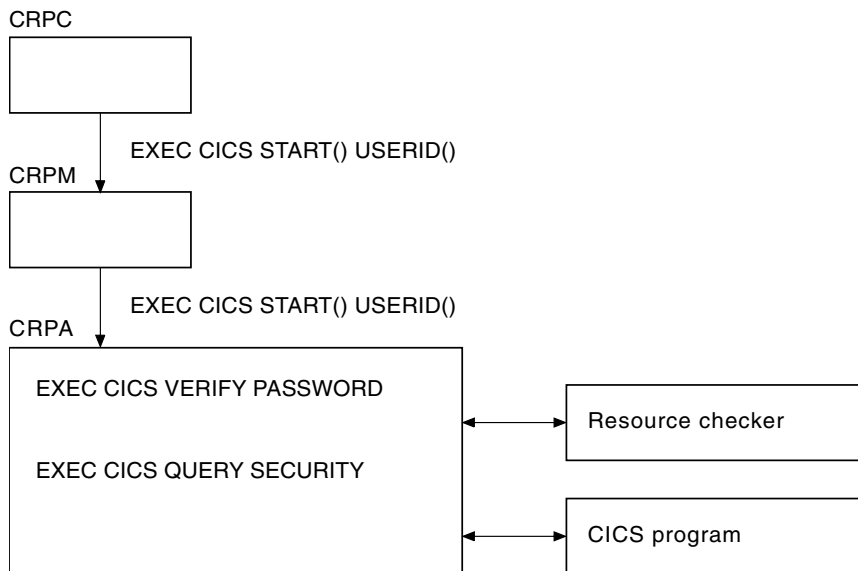 CRPC
EXEC CICS START() USERID()
CRPM
EXEC CICS START() USERID()
CRPA
EXEC CICS VERIFY PASSWORD
Resource checker
EXEC CICS QUERY SECURITY
CICS program